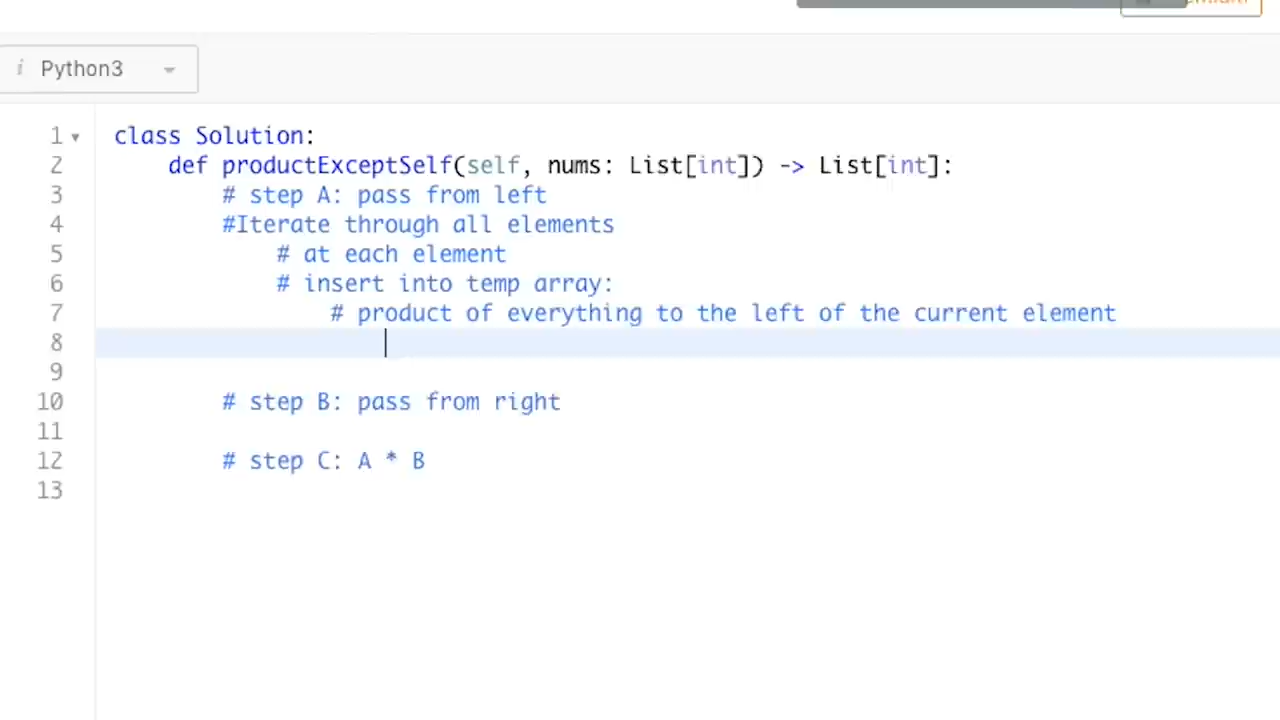 i Python3
1 class Solution:
2 def productExceptSelf(self, nums: List[int]) -> List[int]:
3 # step A: pass from left
4 #Iterate through all elements
5 # at each element
6 # insert into temp array:
7 # product of everything to the left of the current element
8
9
10 # step B: pass from right
11
12 # step C: A * B
13